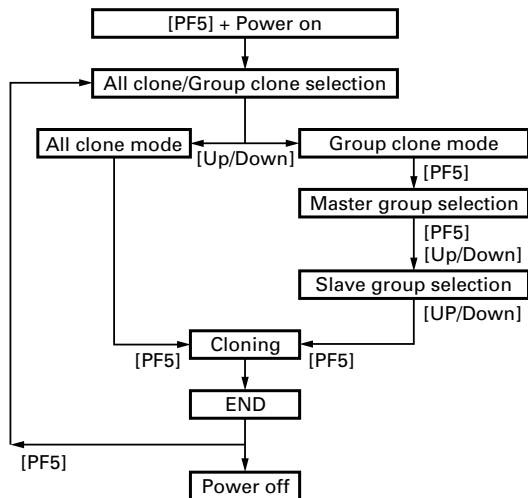 [PF5] + Power on
All clone/Group clone selection
All clone mode
[Up/Down]
Group clone mode
[PF5]
Master group selection
[PF5]
[Up/Down]
Slave group selection
[UP/Down]
Cloning
[PF5]
[PF5]
END
[PF5]
Power off